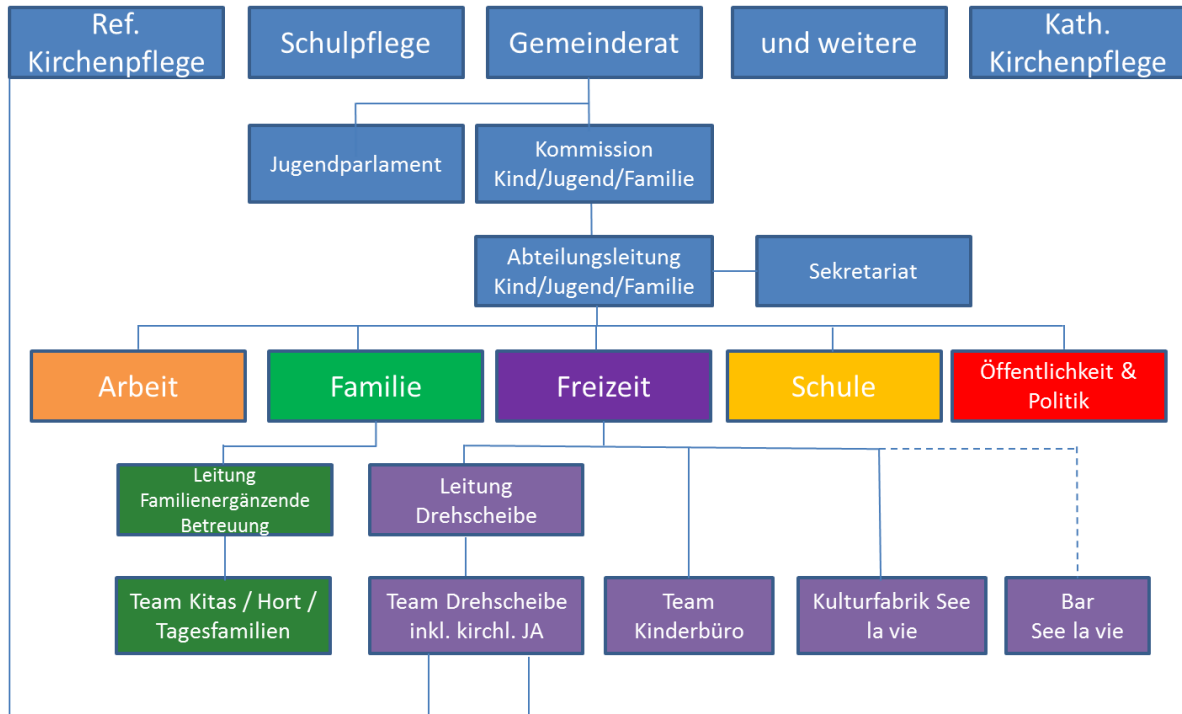 Ref.
Kirchenpflege
Schulpflege
Gemeinderat
und weitere
Kath.
Kirchenpflege
Jugendparlament
Kommission
Kind/Jugend/Familie
Abteilungsleitung
Kind/Jugend/Familie
Sekretariat
Arbeit
Familie
Freizeit
Schule
Öffentlichkeit &
Politik
Leitung
Familienergänzende
Betreuung
Leitung
Drehscheibe
Team Kitas / Hort /
Tagesfamilien
Team Drehscheibe
inkl. kirchl. JA
Team
Kinderbüro
Kulturfabrik See
la vie
Bar
See la vie